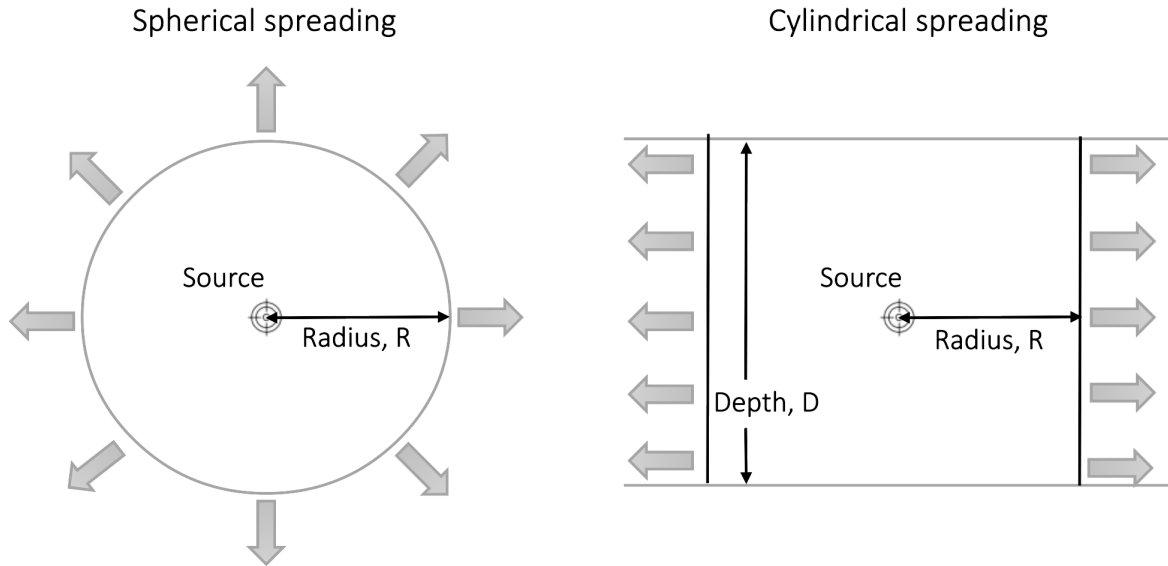 Spherical spreading
Source
Radius, R
Cylindrical spreading
Source
Radius, R
Depth, D